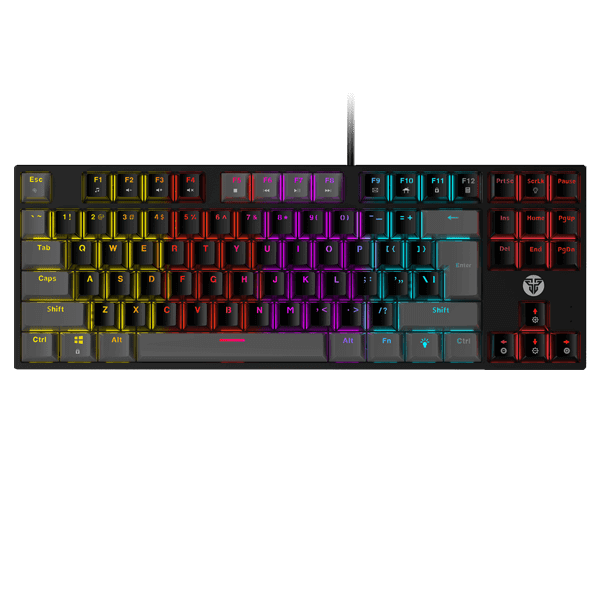 Esc F1 F2 F3 F4 F5 F6 F7 F8 F9 F10 F11 F12 PrtSc ScrLk Pause
` ~ 1 ! 2 @ 3 # 4 $ 5 % 6 ^ 7 & 8 * 9 ( 0 ) - _ = + Ins Home PgUp
Tab Q W E R T Y U I O P [ { ] } Del End PgDn
Caps A S D F G H J K L ; : ' " \ | Enter
Shift Z X C V B N M , < . > / ? Shift
Ctrl Alt Alt Fn Ctrl